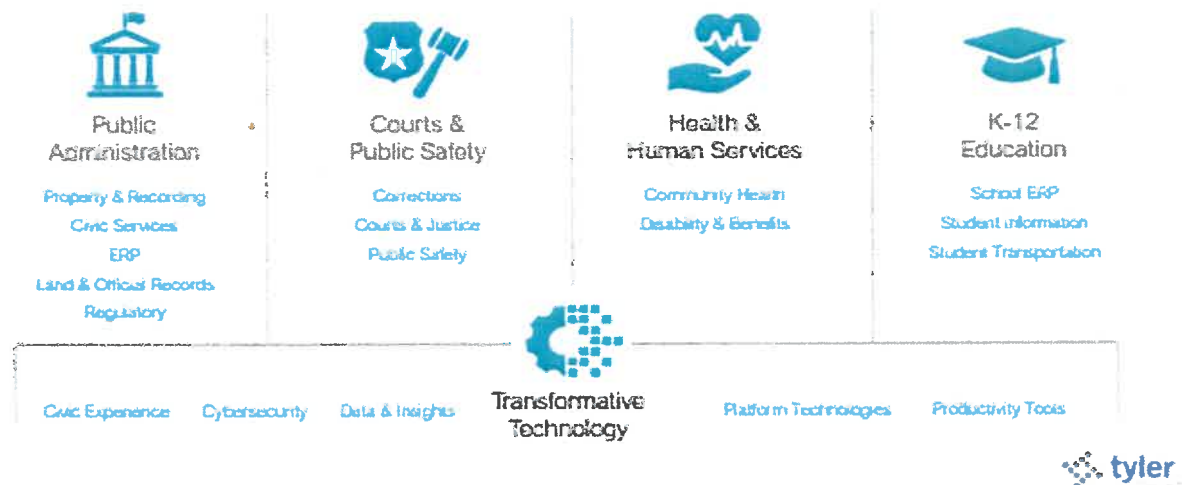 Public
Administration
Property & Recording
Civic Services
ERP
Land & Official Records
Regulatory
Courts &
Public Safety
Corrections
Courts & Justice
Public Safety
Health &
Human Services
Community Health
Disability & Benefits
K-12
Education
School ERP
Student Information
Student Transportation
Transformative
Technology
Civic Experience
Cybersecurity
Data & Insights
Platform Technologies
Productivity Tools
tyler